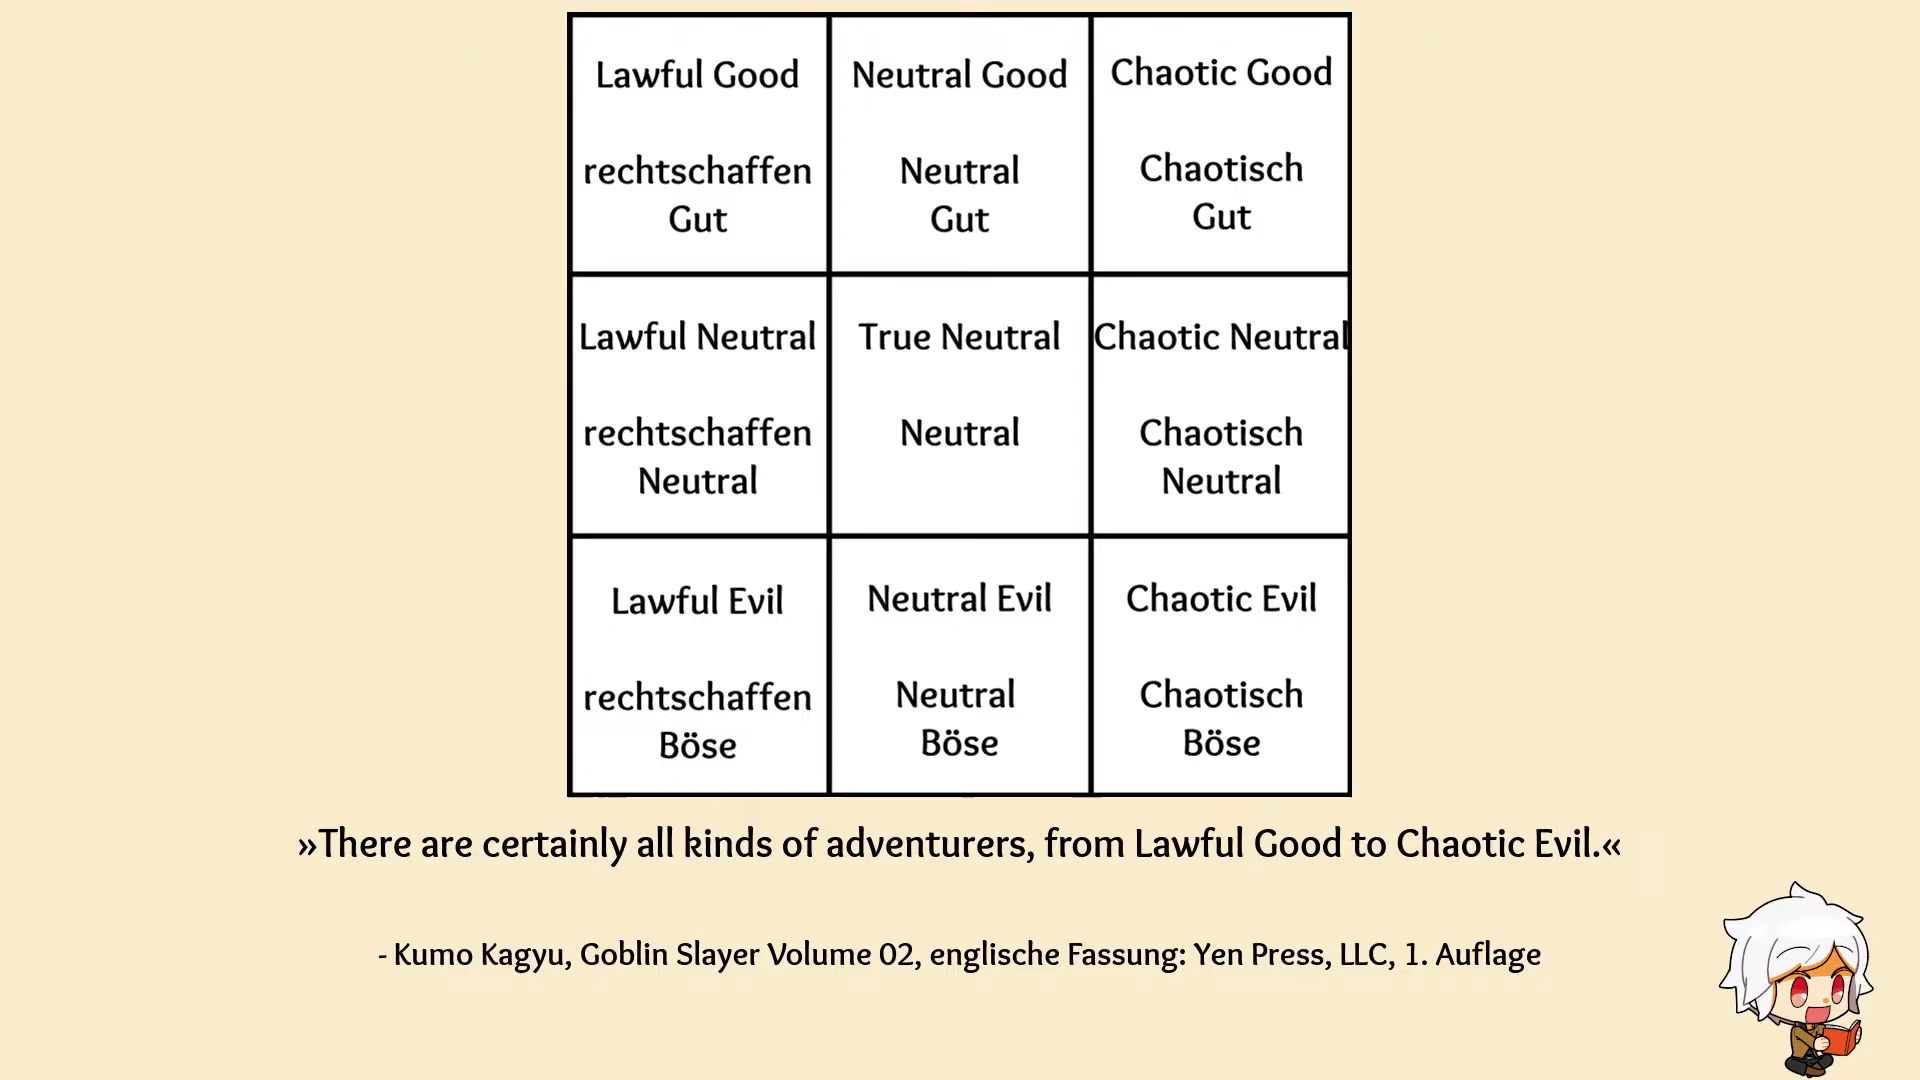 Lawful Good
rechtschaffen
Gut
Neutral Good
Neutral
Gut
Chaotic Good
Chaotisch
Gut
Lawful Neutral
rechtschaffen
Neutral
True Neutral
Neutral
Chaotic Neutral
Chaotisch
Neutral
Lawful Evil
rechtschaffen
Böse
Neutral Evil
Neutral
Böse
Chaotic Evil
Chaotisch
Böse
»There are certainly all kinds of adventurers, from Lawful Good to Chaotic Evil.«
- Kumo Kagyu, Goblin Slayer Volume 02, englische Fassung: Yen Press, LLC, 1. Auflage